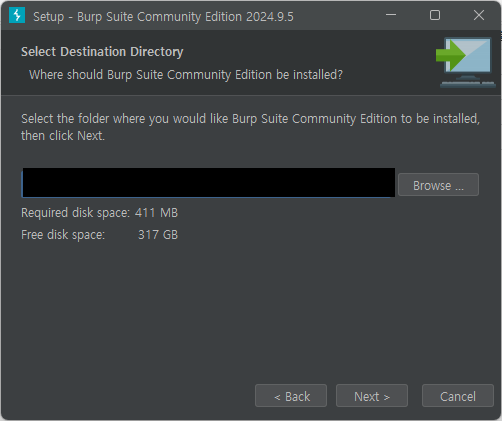 Setup - Burp Suite Community Edition 2024.9.5
Select Destination Directory
Where should Burp Suite Community Edition be installed?
Select the folder where you would like Burp Suite Community Edition to be installed,
then click Next.
Browse ...
Required disk space: 411 MB
Free disk space: 317 GB
< Back Next > Cancel